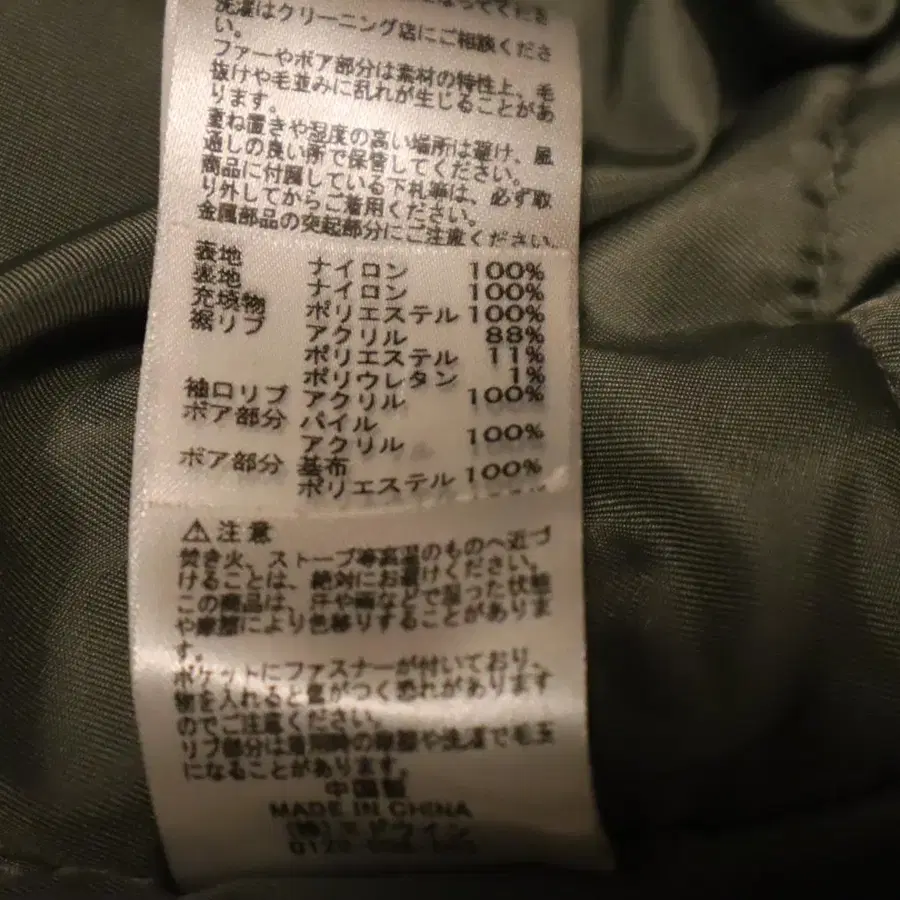 洗濯はクリーニング店にご相談くださ
い。
ファーやボア部分は素材の特性上、毛
抜けや毛並みに乱れが生じることがあ
ります。
重ね置きや湿度の高い場所は避け、風
通しの良い所で保管してください。
商品に付属している下札等は、必ず取
り外してからご着用ください。
金属部品の突起部分にご注意ください。
表地 ナイロン 100%
裏地 ナイロン 100%
充填物 ポリエステル 100%
裾リブ アクリル 88%
ポリエステル 11%
ポリウレタン 1%
袖口リブ アクリル 100%
ボア部分 パイル
アクリル 100%
ボア部分 基布
ポリエステル 100%
⚠注意
焚き火、ストーブ等高温のものへ近づ
けることは、絶対にお避けください。
この商品は、汗や雨などで湿った状態
や摩擦により色移りすることがありま
す。
ポケットにファスナーが付いており、
物を入れると傷がつく恐れがあります
のでご注意ください。
リブ部分は着用時の摩擦や洗濯で毛玉
になることがあります。
中国製
MADE IN CHINA
0120